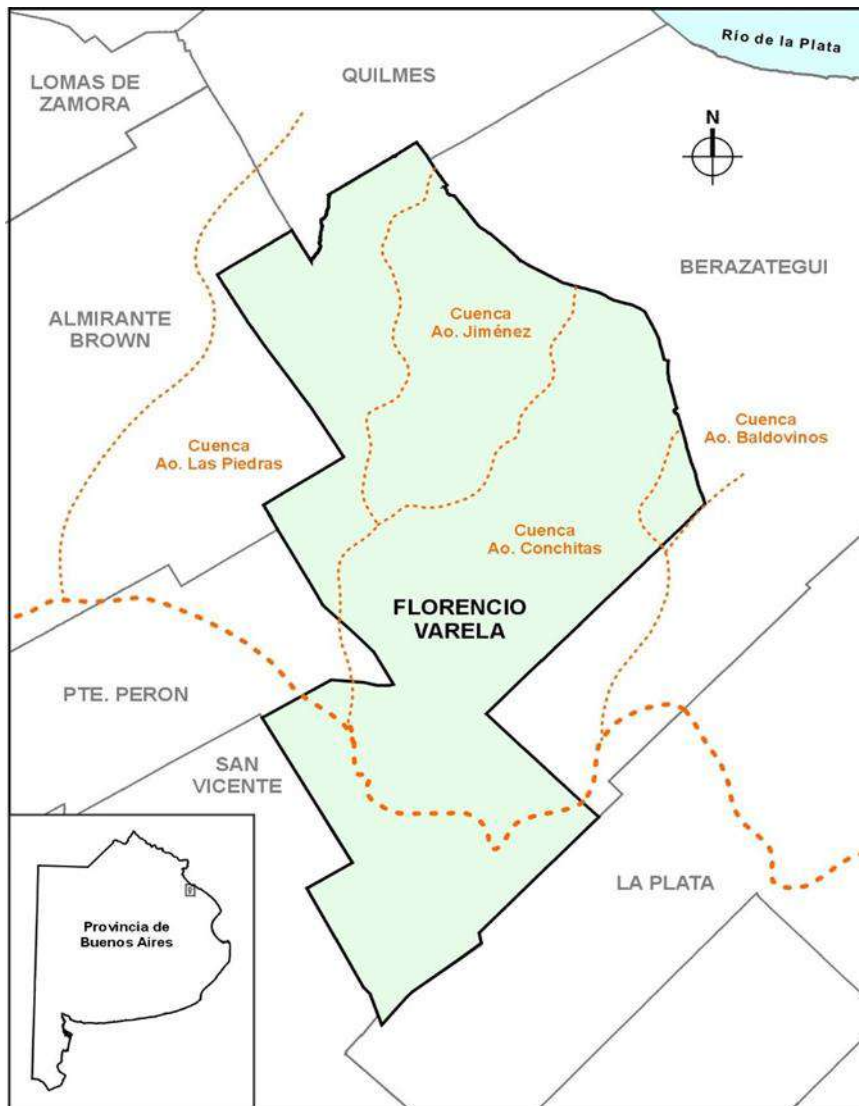 Río de la Plata
LOMAS DE
ZAMORA
QUILMES
N
BERAZATEGUI
ALMIRANTE
BROWN
Cuenca
Ao. Jiménez
Cuenca
Ao. Las Piedras
Cuenca
Ao. Baldovinos
Cuenca
Ao. Conchitas
FLORENCIO
VARELA
PTE. PERON
SAN
VICENTE
LA PLATA
Provincia de
Buenos Aires